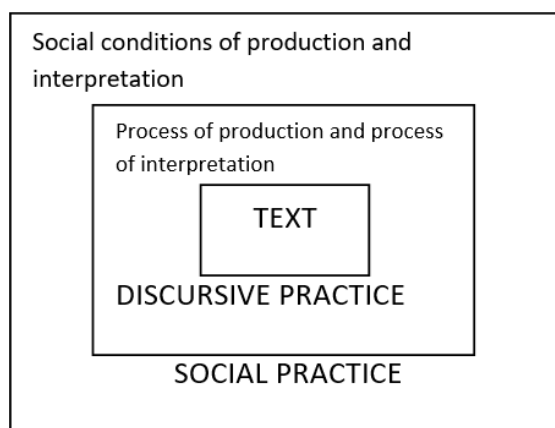 Social conditions of production and
interpretation
Process of production and process
of interpretation
TEXT
DISCURSIVE PRACTICE
SOCIAL PRACTICE